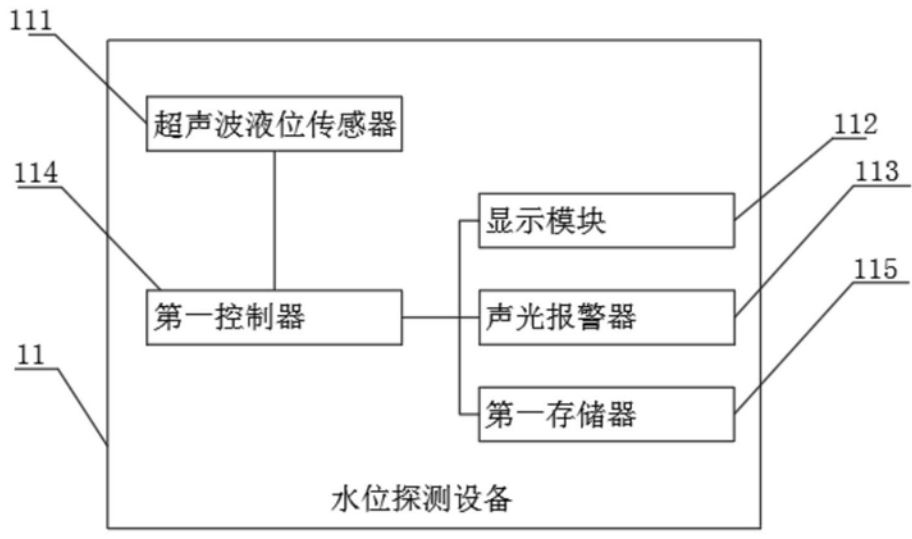 111
超声波液位传感器
112
114
113
显示模块
115
第一控制器
声光报警器
11
第一存储器
水位探测设备